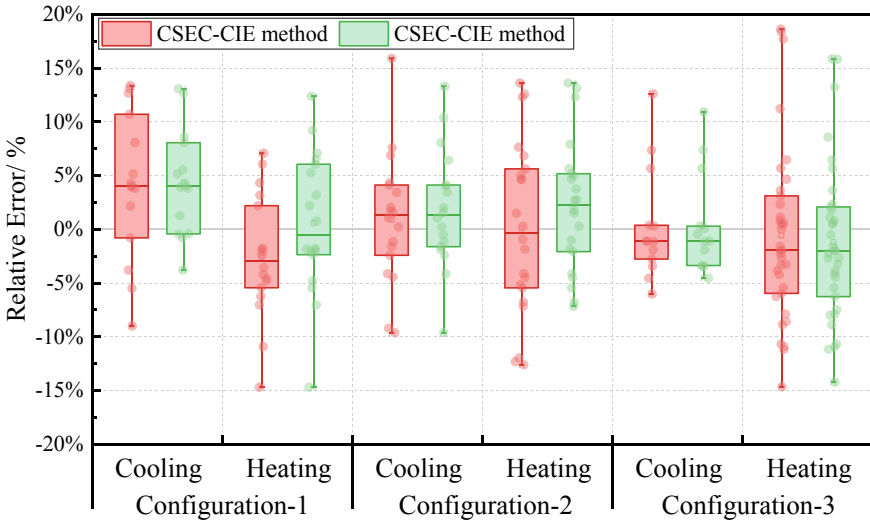 20%
CSEC-CIE method CSEC-CIE method
15%
10%
5%
0%
-5%
-10%
-15%
-20%
Relative Error/ %
Cooling Heating Cooling Heating Cooling Heating
Configuration-1 Configuration-2 Configuration-3